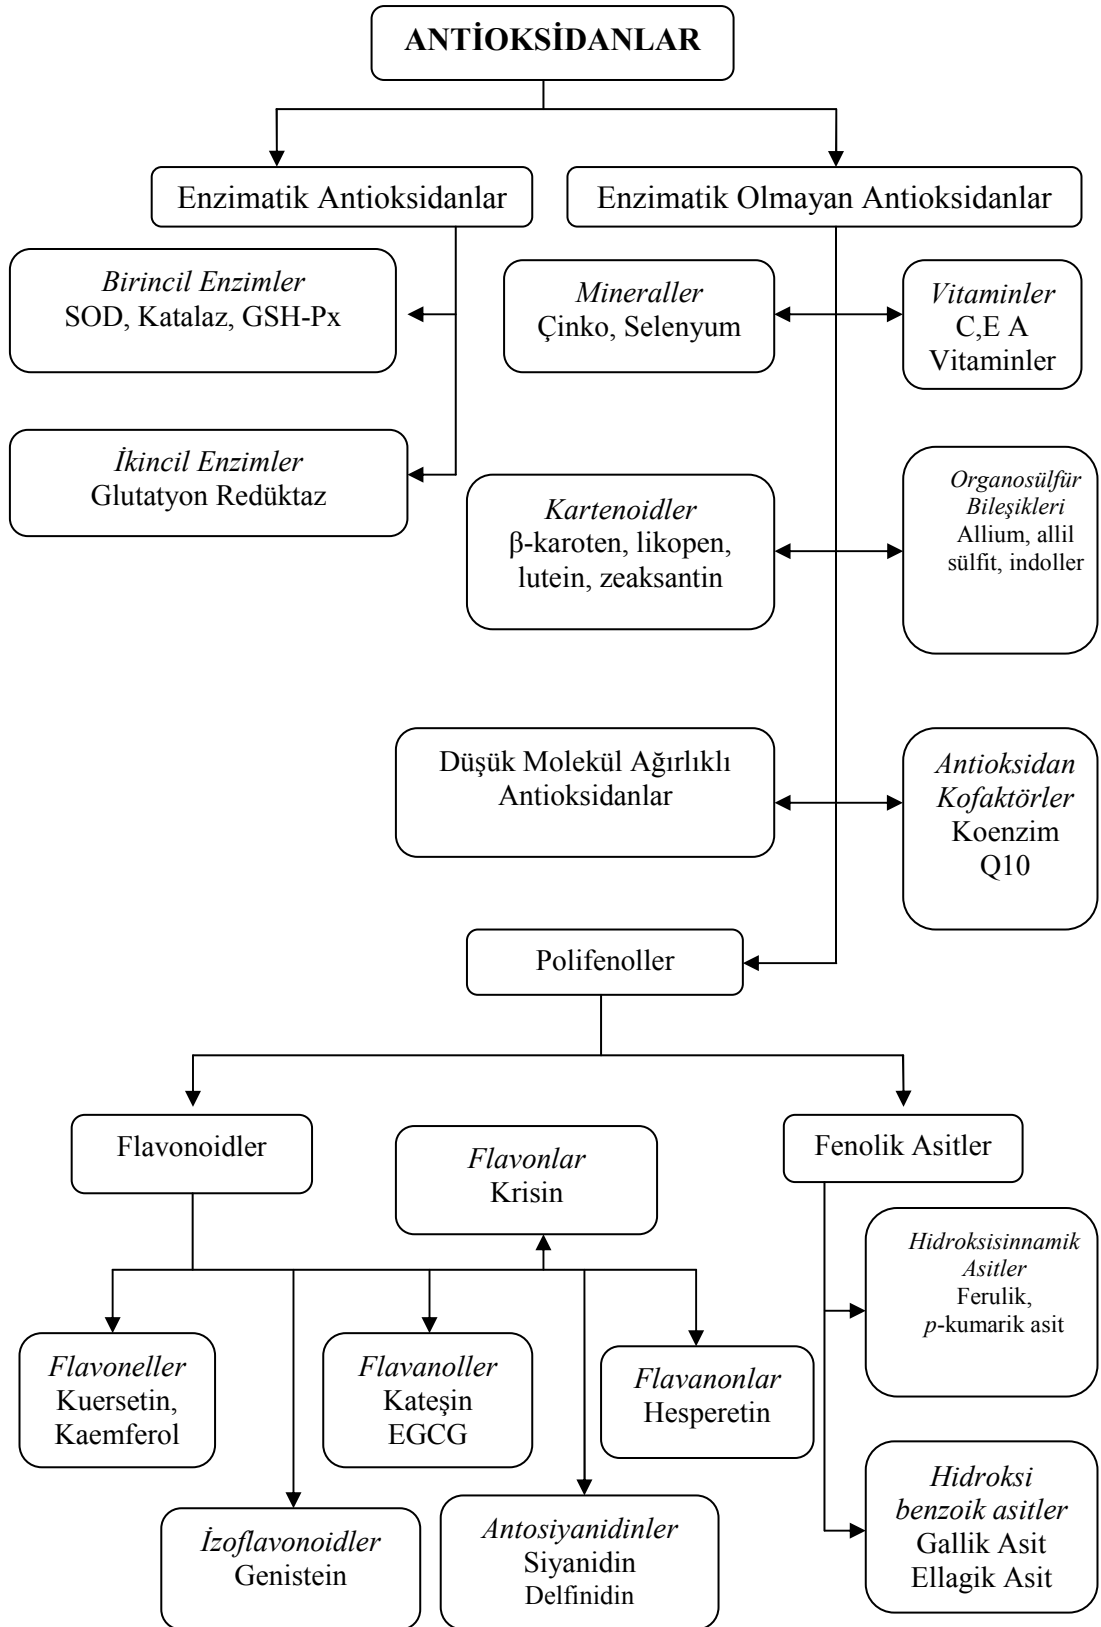 ANTİOKSİDANLAR
Enzimatik Antioksidanlar
Enzimatik Olmayan Antioksidanlar
Birincil Enzimler
SOD, Katalaz, GSH-Px
Mineraller
Çinko, Selenyum
Vitaminler
C,E A
Vitaminler
İkincil Enzimler
Glutatyon Redüktaz
Kartenoidler
β-karoten, likopen,
lutein, zeaksantin
Organosülfür
Bileşikleri
Allium, allil
sülfit, indoller
Düşük Molekül Ağırlıklı
Antioksidanlar
Antioksidan
Kofaktörler
Koenzim
Q10
Polifenoller
Flavonoidler
Flavonlar
Krisin
Fenolik Asitler
Hidroksisinnamik
Asitler
Ferulik,
p-kumarik asit
Flavoneller
Kuersetin,
Kaemferol
Flavanoller
Kateşin
EGCG
Flavanonlar
Hesperetin
Hidroksi
benzoik asitler
Gallik Asit
Ellagik Asit
İzoflavonoidler
Genistein
Antosiyanidinler
Siyanidin
Delfinidin